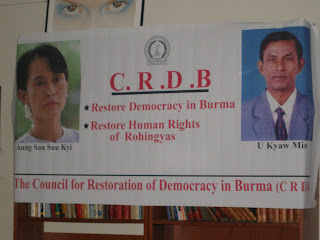 C.R.D.B
★Restore Democracy in Burma
★Restore Human Rights
of Rohingyas
Aung San Suu Kyi
U Kyaw Min
The Council for Restoration of Democracy in Burma (C R D